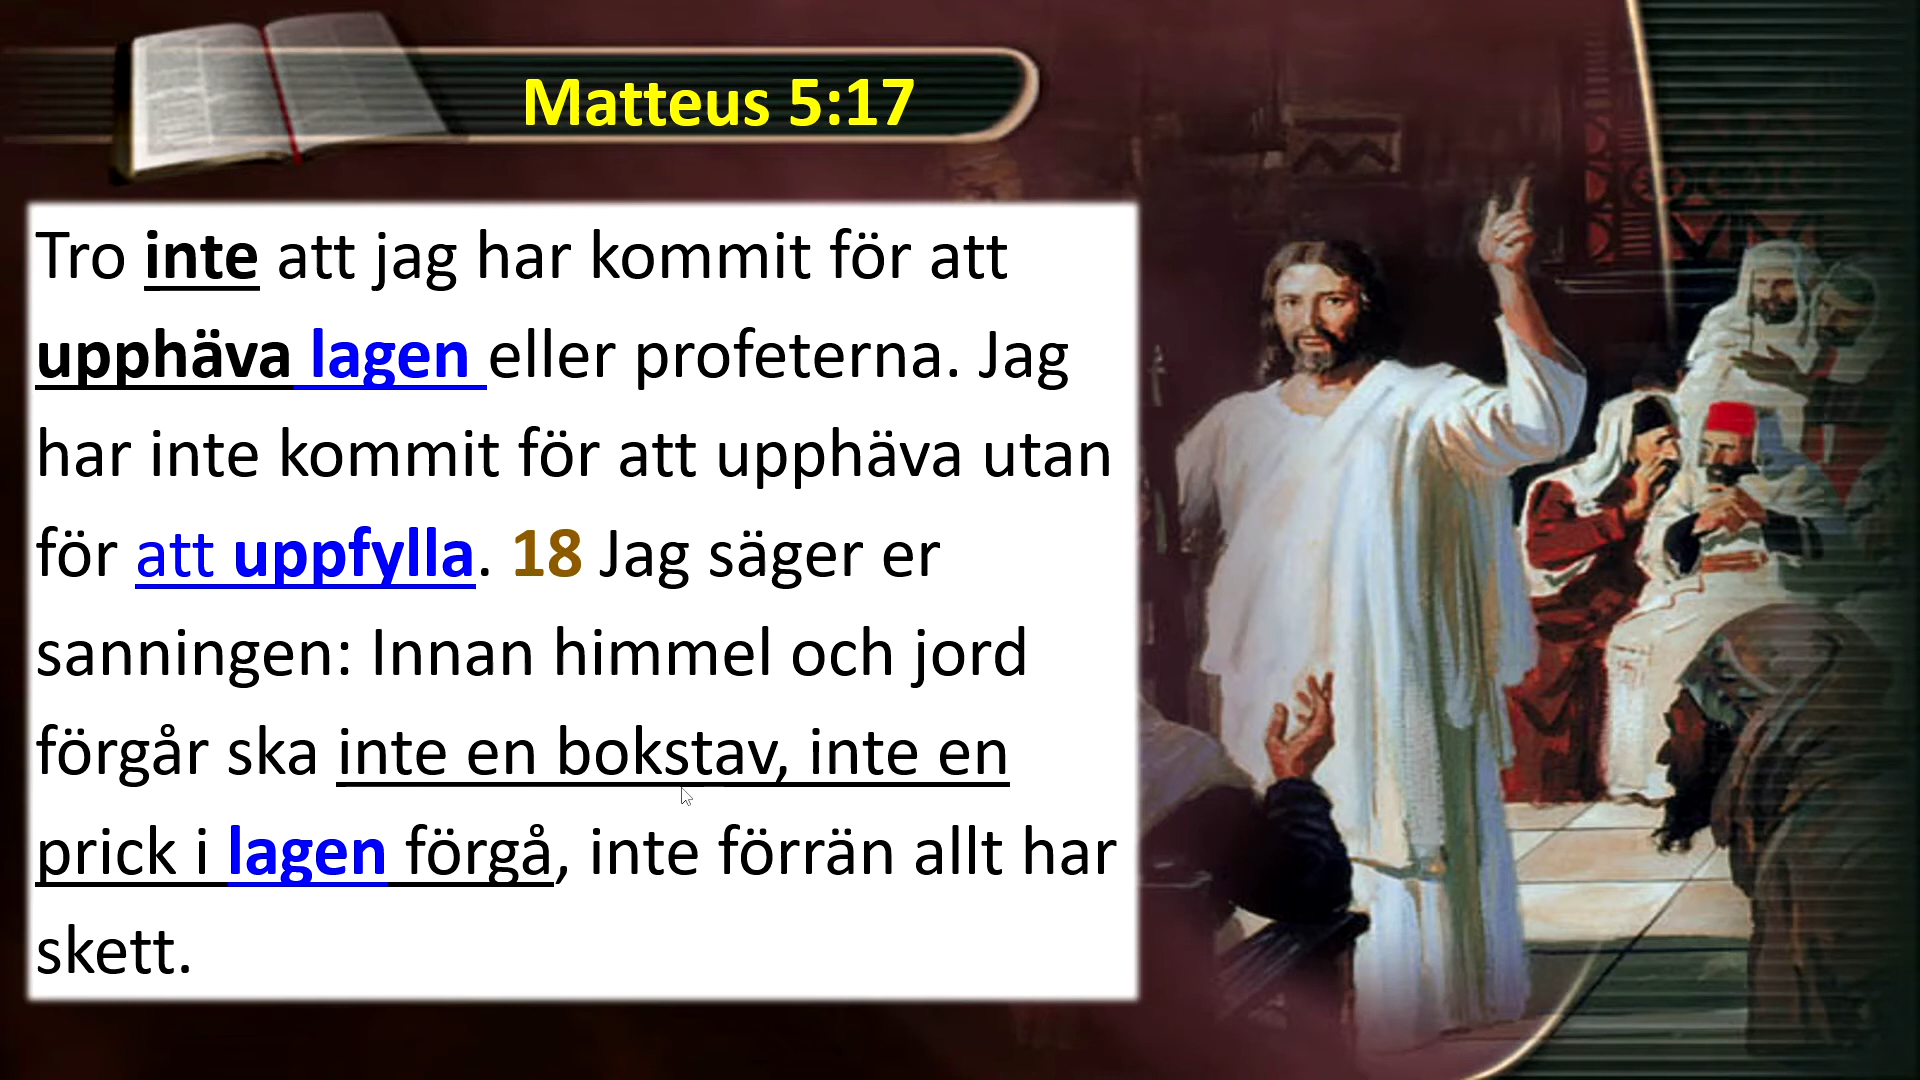 Matteus 5:17
Tro inte att jag har kommit för att
upphäva lagen eller profeterna. Jag
har inte kommit för att upphäva utan
för att uppfylla. 18 Jag säger er
sanningen: Innan himmel och jord
förgår ska inte en bokstav, inte en
prick i lagen förgå, inte förrän allt har
skett.